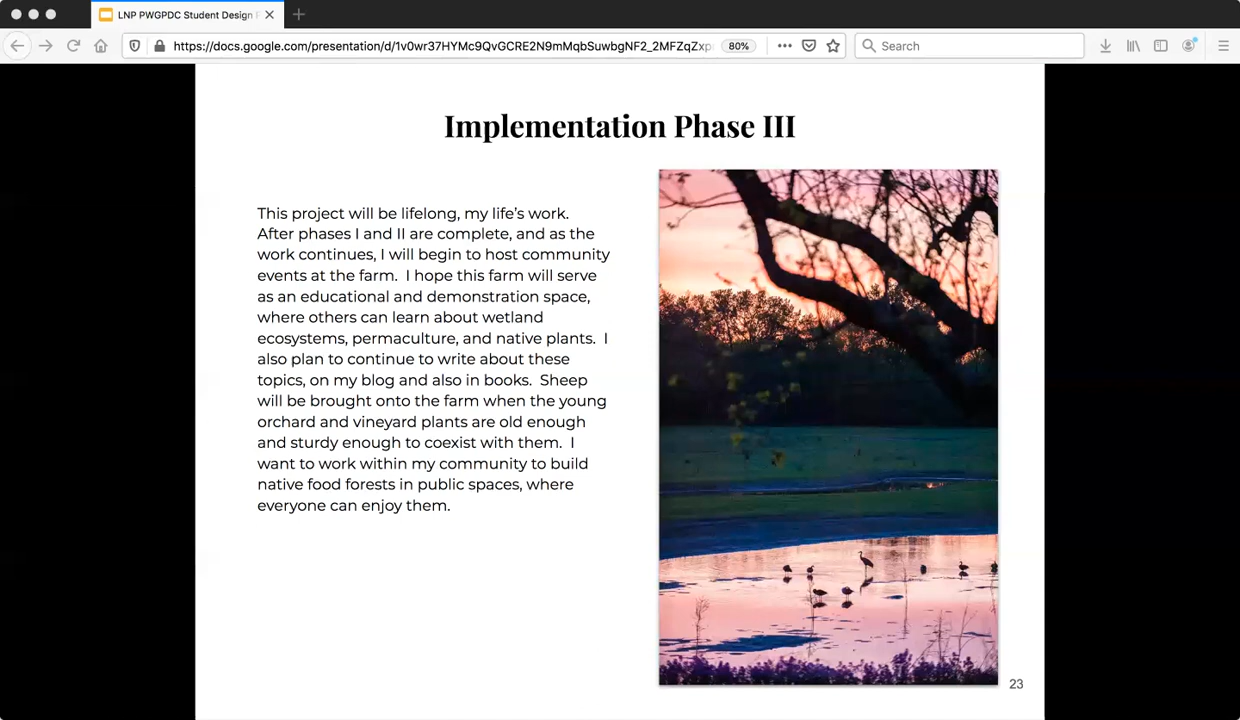 LNP PWGPDC Student Design
https://docs.google.com/presentation/d/1v0wr37HYMc9QvGCRE2N9mMqbSuwbgNF2_2MFZqZxp
80%
Search
Implementation Phase III
This project will be lifelong, my life's work.
After phases I and II are complete, and as the
work continues, I will begin to host community
events at the farm.  I hope this farm will serve
as an educational and demonstration space,
where others can learn about wetland
ecosystems, permaculture, and native plants.  I
also plan to continue to write about these
topics, on my blog and also in books.  Sheep
will be brought onto the farm when the young
orchard and vineyard plants are old enough
and sturdy enough to coexist with them.  I
want to work within my community to build
native food forests in public spaces, where
everyone can enjoy them.
23